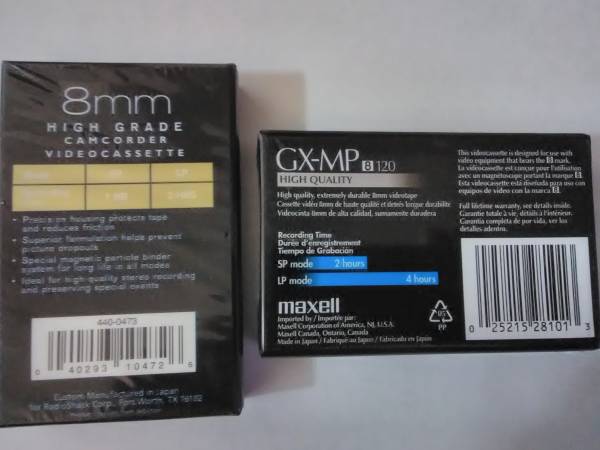 8mm
HIGH GRADE
CAMCORDER
VIDEOCASSETTE
SP
• Precision housing protects tape
and reduces friction
• Superior formulation helps prevent
picture dropouts
• Special magnetic particle binder
system for long life in all modes
• Ideal for high quality stereo recording
and preserving special events
440-0473
0 40293 10472 6
Custom Manufactured in Japan
for RadioShack Corp., Fort Worth, TX 76102
GX-MP 8 120
HIGH QUALITY
High quality, extremely durable 8mm videotape
Cassette vidéo 8mm de haute qualité et détrès longue durabilite
Videocinta 8mm de alta calidad, sumamente duradera
Recording Time
Durée d'enregistrement
Tiempo de Grabación
SP mode 2 hours
LP mode 4 hours
maxell
Imported by / Importée par:
Maxell Corporation of America, NJ, U.S.A.
Maxell Canada, Ontario, Canada
Made in Japan / Fabriqué au Japon / Fabricado en Japón
This videocassette is designed for use with
vidéo equipment that bears the 8 mark.
La vidéocassette est conçue pour l'utilisation
avec un magnétoscope portant la marque 8.
Esta videocassette está diseñada para uso con
equipos de video con la marca 8.
Full lifetime warranty, see details inside.
Garantie totale à vie, détails à l'intérieur.
Garantía completa de por vida, ver los
detalles adentro.
05
PP
0 25215 28101 3